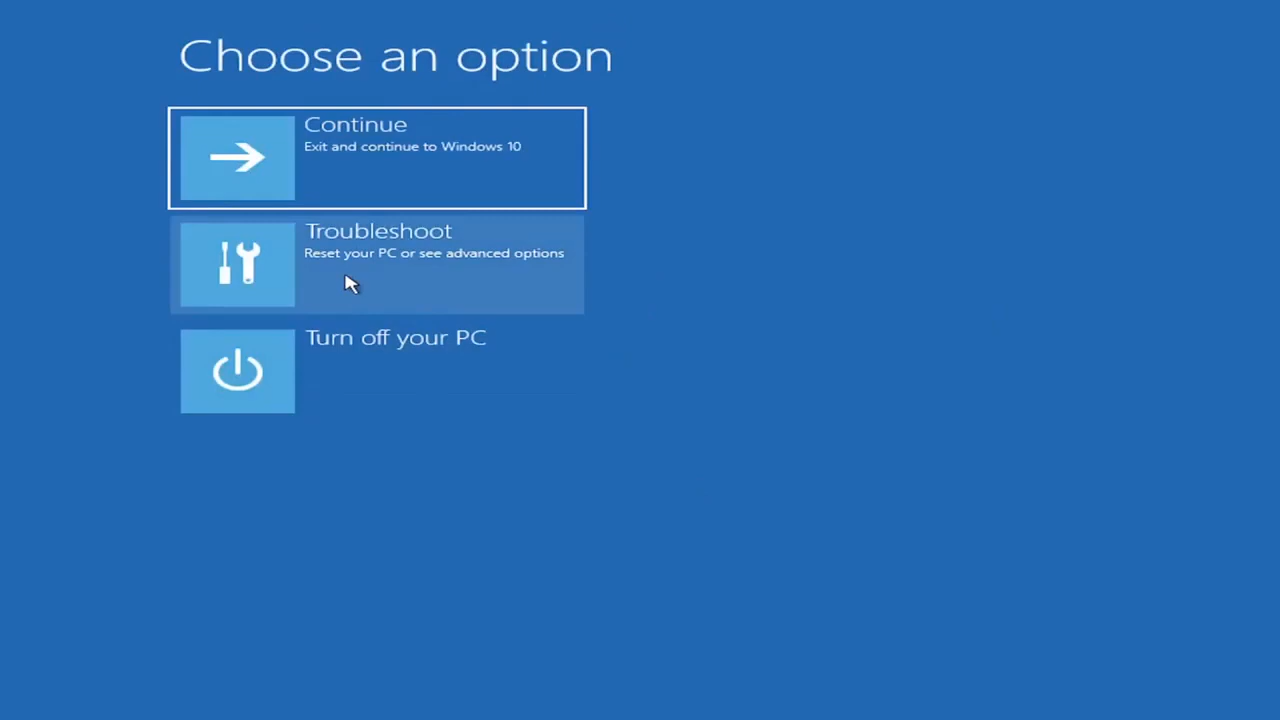 Choose an option
Continue
Exit and continue to Windows 10
Troubleshoot
Reset your PC or see advanced options
Turn off your PC